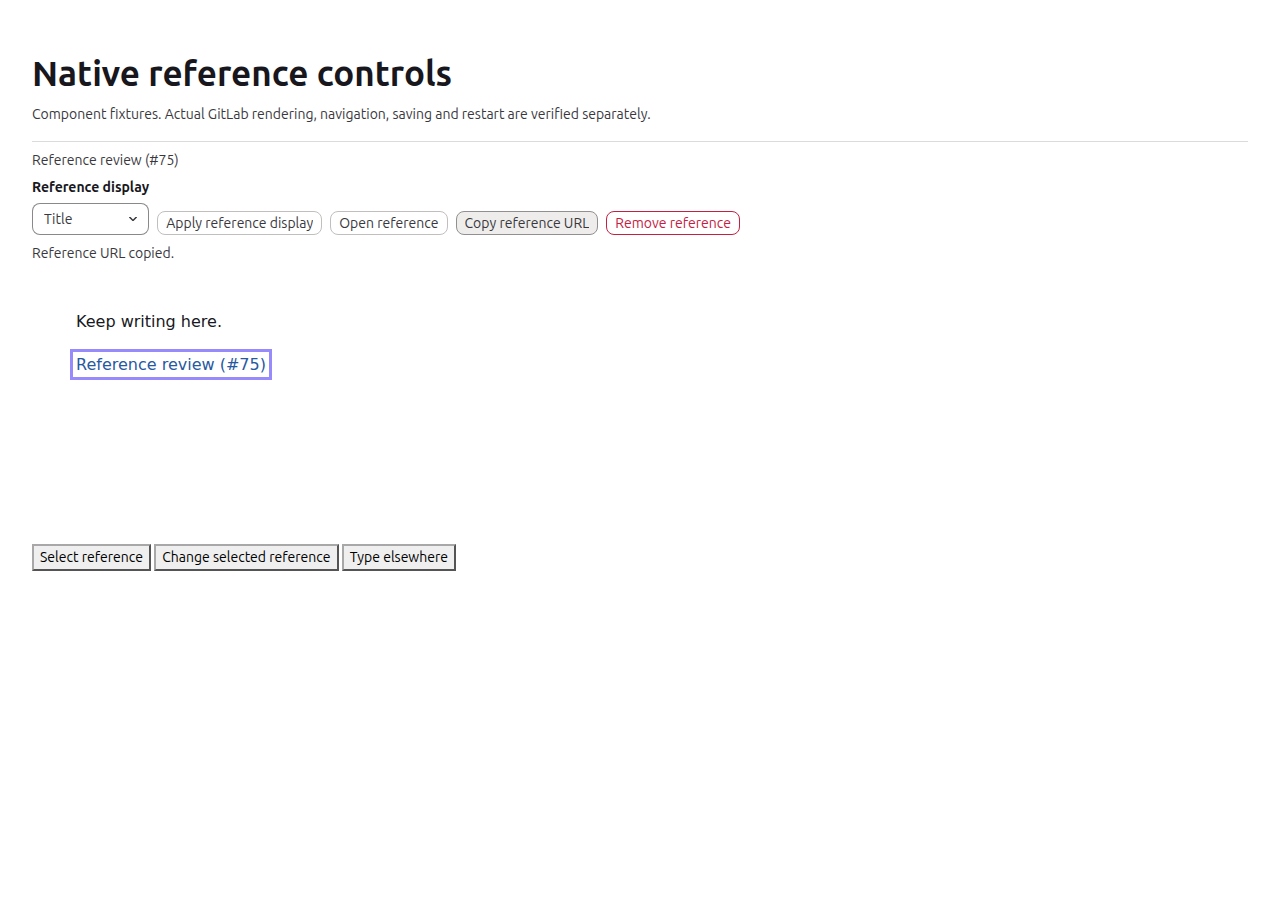 Native reference controls
Component fixtures. Actual GitLab rendering, navigation, saving and restart are verified separately.
Reference review (#75)
Reference display
Title
Apply reference display
Open reference
Copy reference URL
Remove reference
Reference URL copied.
Keep writing here.
Reference review (#75)
Select reference
Change selected reference
Type elsewhere